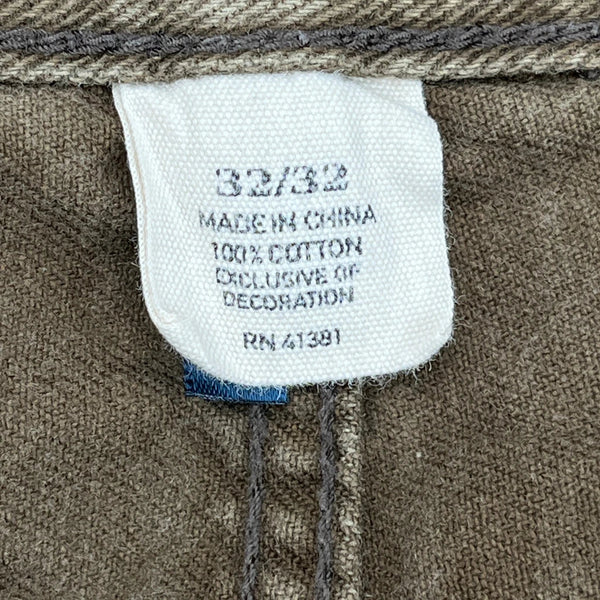 32/32
MADE IN CHINA
100% COTTON
EXCLUSIVE OF
DECORATION
RN 41381